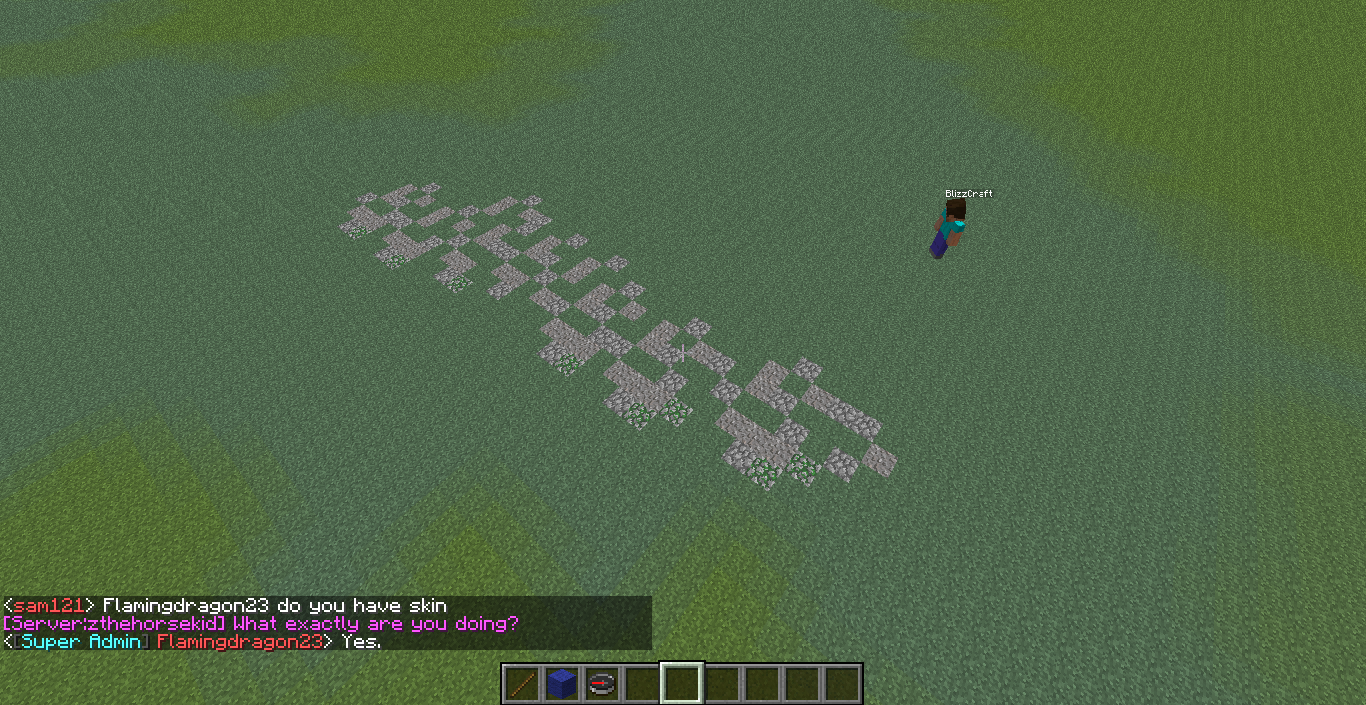 BlizzCraft
<sam121> Flamingdragon23 do you have skin
[Server:zthehorsekid] What exactly are you doing?
<[Super Admin] Flamingdragon23> Yes.